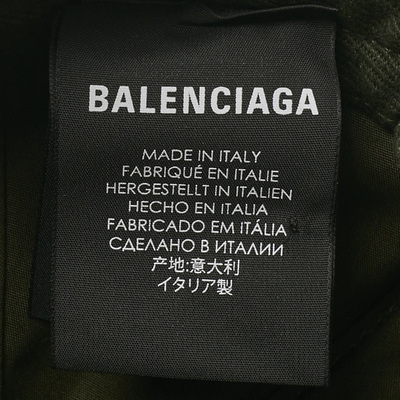 BALENCIAGA
MADE IN ITALY
FABRIQUÉ EN ITALIE
HERGESTELLT IN ITALIEN
HECHO EN ITALIA
FABRICADO EM ITÁLIA
СДЕЛАНО В ИТАЛИИ
产地:意大利
イタリア製